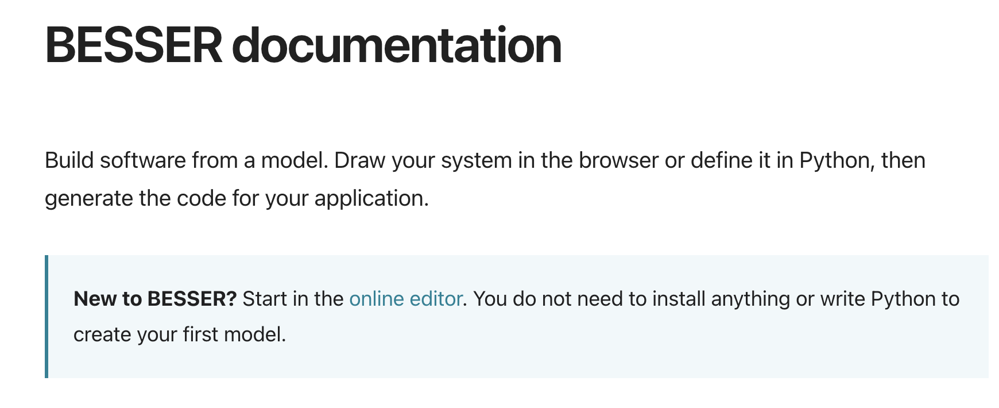 BESSER documentation
Build software from a model. Draw your system in the browser or define it in Python, then
generate the code for your application.
New to BESSER? Start in the online editor. You do not need to install anything or write Python to
create your first model.